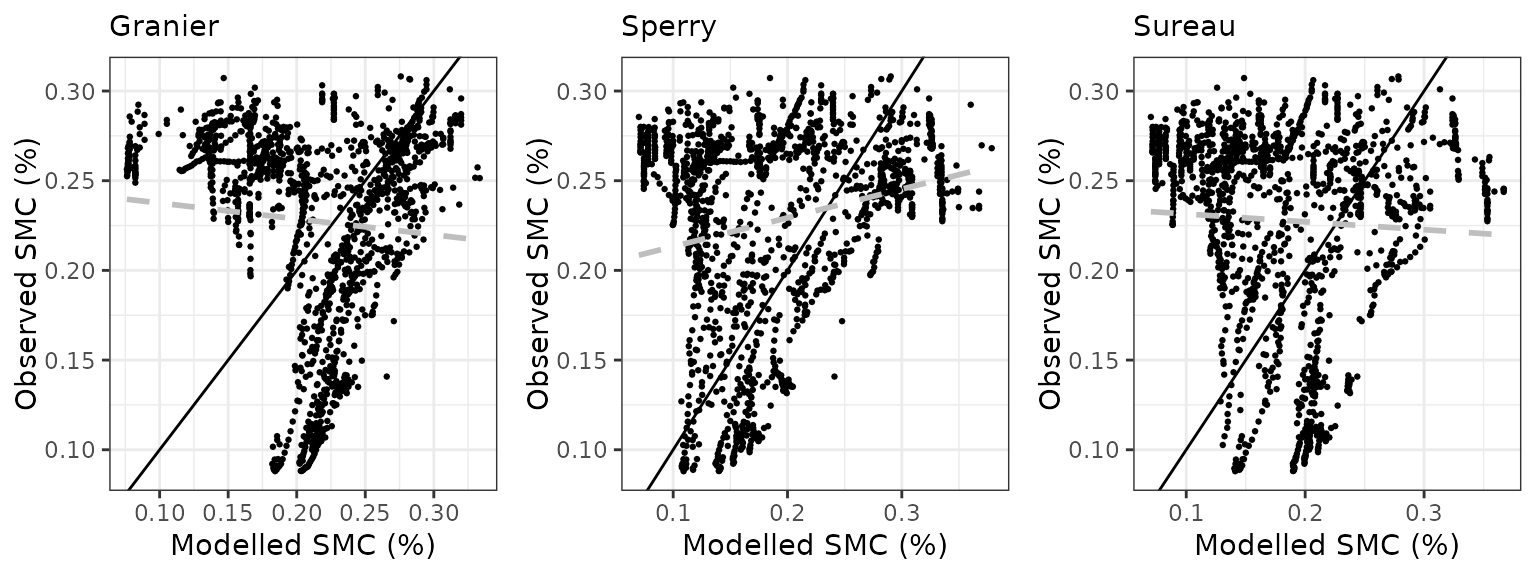 Granier
Observed SMC (%)
0.30
0.25
0.20
0.15
0.10
0.10 0.15 0.20 0.25 0.30
Modelled SMC (%)
Sperry
Observed SMC (%)
0.30
0.25
0.20
0.15
0.10
0.1 0.2 0.3
Modelled SMC (%)
Sureau
Observed SMC (%)
0.30
0.25
0.20
0.15
0.10
0.1 0.2 0.3
Modelled SMC (%)